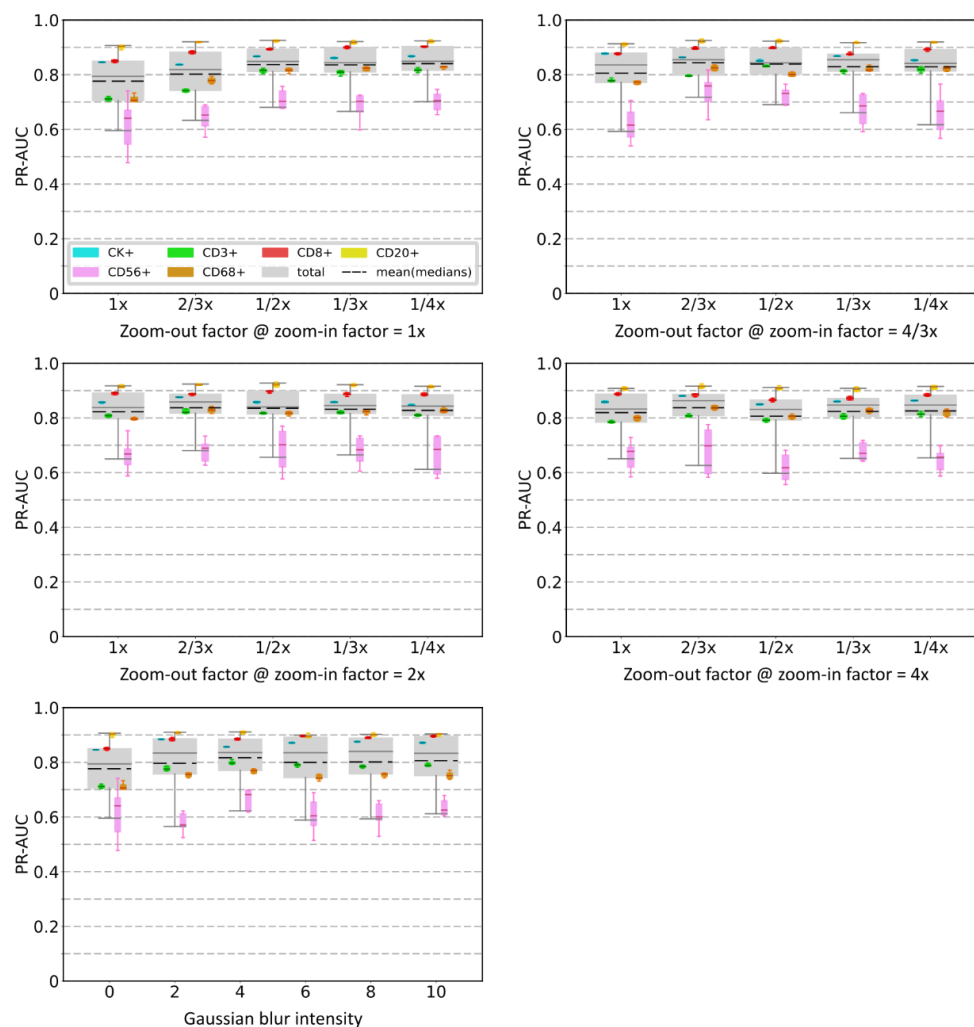 1.0
0.8
0.6
0.4
0.2
0
PR-AUC
CK+ CD3+ CD8+ CD20+
CD56+ CD68+ total mean(medians)
1x 2/3x 1/2x 1/3x 1/4x
Zoom-out factor @ zoom-in factor = 1x
1.0
0.8
0.6
0.4
0.2
0
PR-AUC
1x 2/3x 1/2x 1/3x 1/4x
Zoom-out factor @ zoom-in factor = 4/3x
1.0
0.8
0.6
0.4
0.2
0
PR-AUC
1x 2/3x 1/2x 1/3x 1/4x
Zoom-out factor @ zoom-in factor = 2x
1.0
0.8
0.6
0.4
0.2
0
PR-AUC
1x 2/3x 1/2x 1/3x 1/4x
Zoom-out factor @ zoom-in factor = 4x
1.0
0.8
0.6
0.4
0.2
0
PR-AUC
0 2 4 6 8 10
Gaussian blur intensity